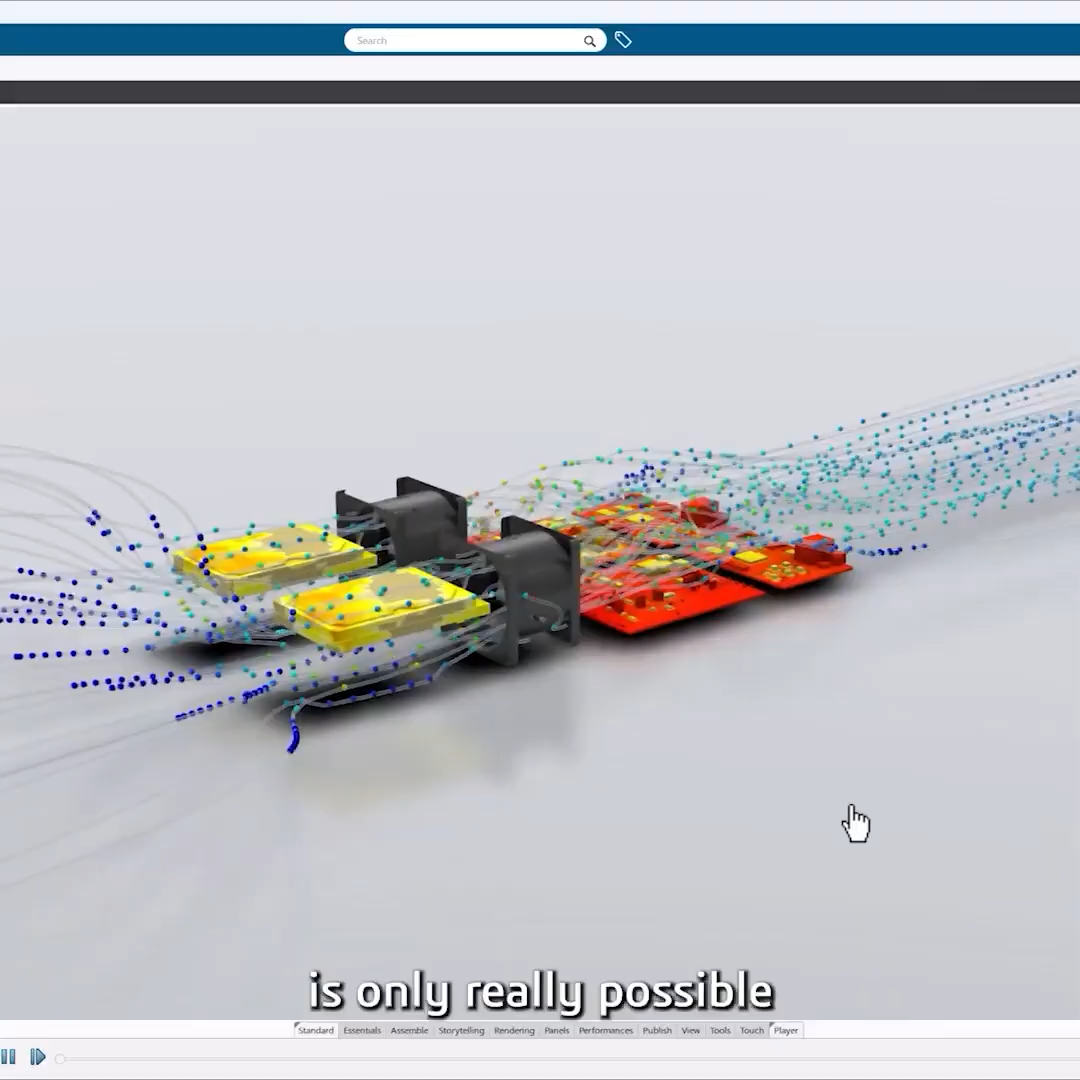 Search
is only really possible
Standard Essentials Assemble Storytelling Rendering Panels Performances Publish View Tools Touch Player